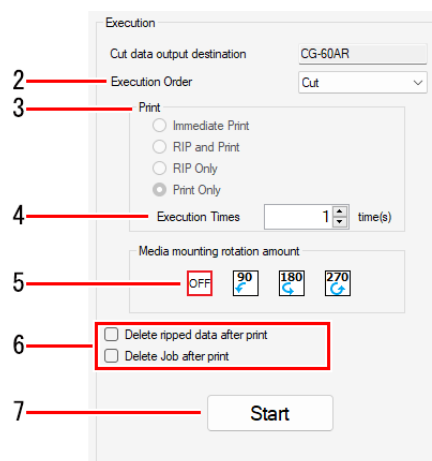 Execution
Cut data output destination CG-60AR
2 Execution Order Cut
3 Print
Immediate Print
RIP and Print
RIP Only
Print Only
4 Execution Times 1 time(s)
Media mounting rotation amount
5 OFF 90 180 270
6 Delete ripped data after print
Delete Job after print
7 Start